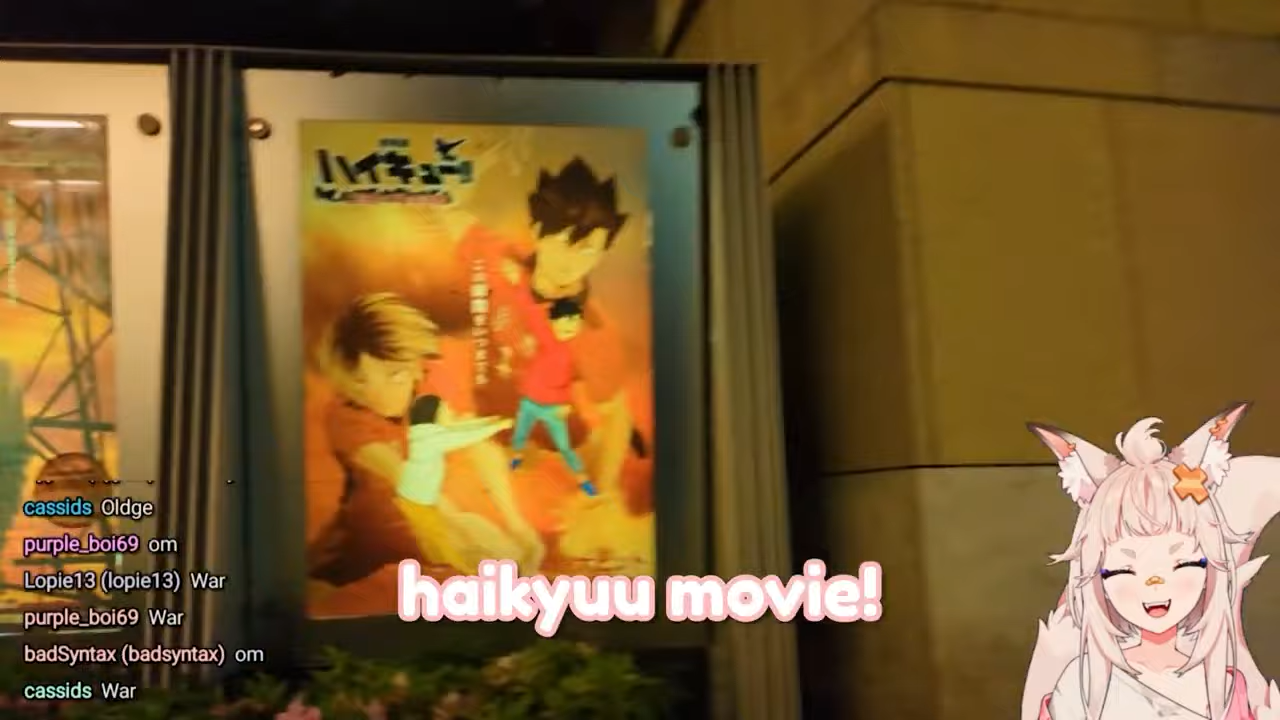 ハイキュー!!
cassids Oldge
purple_boi69 om
Lopie13 (lopie13) War
purple_boi69 War
badSyntax (badsyntax) om
cassids War
haikyuu movie!